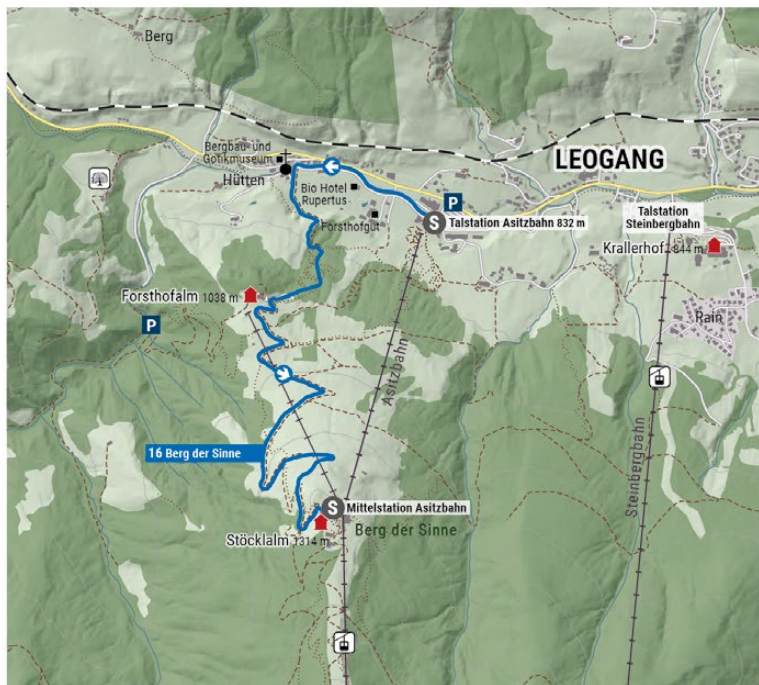 Berg
Bergbau- und
Gotikmuseum
Hütten
LEOGANG
Bio Hotel
Rupertus
P
Forsthofgut
S
Talstation Asitzbahn 832 m
Talstation
Steinbergbahn
Krallerhof 844 m
Forsthofalm 1038 m
P
Rain
Asitzbahn
16 Berg der Sinne
Steinbergbahn
S
Mittelstation Asitzbahn
Stöcklalm 1314 m
Berg der Sinne